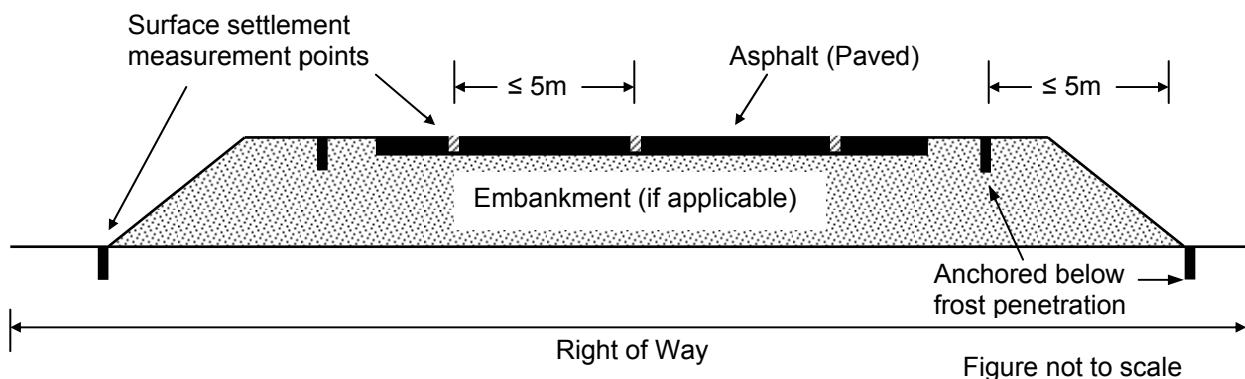 Surface settlement
measurement points
Asphalt (Paved)
≤ 5m
≤ 5m
Embankment (if applicable)
Anchored below
frost penetration
Right of Way
Figure not to scale